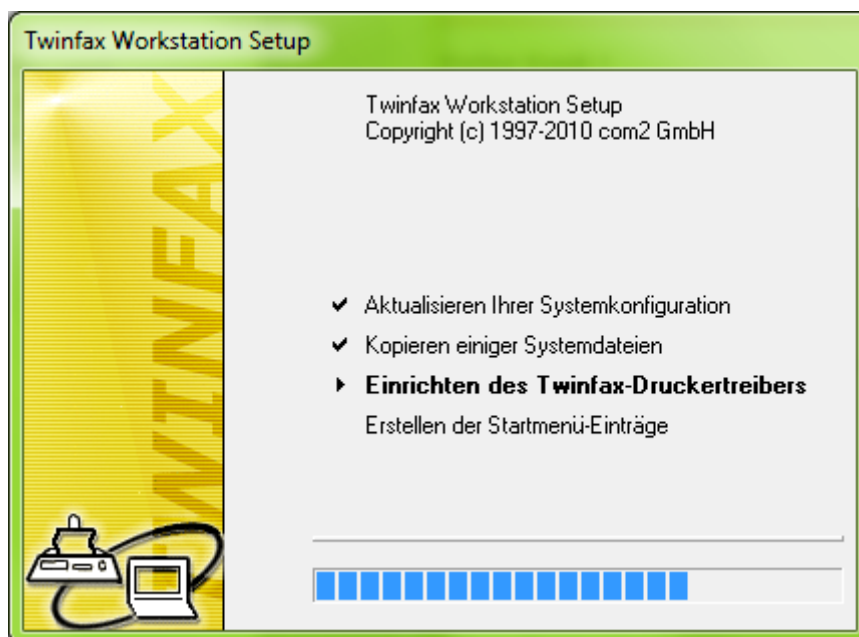 Twinfax Workstation Setup
Twinfax Workstation Setup
Copyright (c) 1997-2010 com2 GmbH
Aktualisieren Ihrer Systemkonfiguration
Kopieren einiger Systemdateien
Einrichten des Twinfax-Druckertreibers
Erstellen der Startmenü-Einträge
TWINFAX